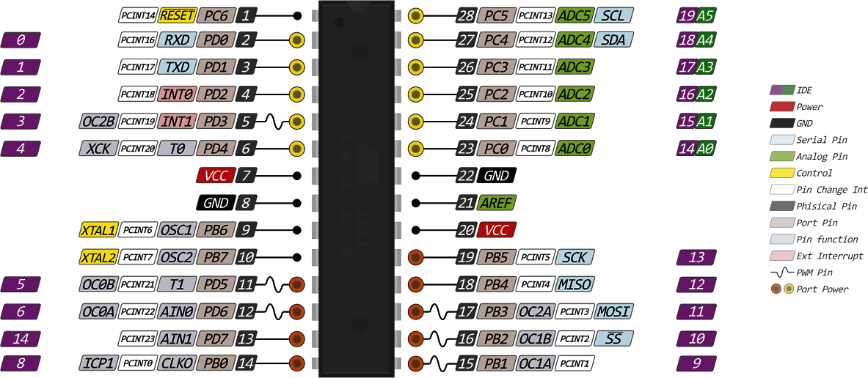 PCINT14 RESET PC6 1 28 PC5 PCINT13 ADC5 SCL 19 A5
0 PCINT16 RXD PD0 2 27 PC4 PCINT12 ADC4 SDA 18 A4
1 PCINT17 TXD PD1 3 26 PC3 PCINT11 ADC3 17 A3
2 PCINT18 INT0 PD2 4 25 PC2 PCINT10 ADC2 16 A2
3 OC2B PCINT19 INT1 PD3 5 24 PC1 PCINT9 ADC1 15 A1
4 XCK PCINT20 T0 PD4 6 23 PC0 PCINT8 ADC0 14 A0
VCC 7 22 GND
GND 8 21 AREF
XTAL1 PCINT6 OSC1 PB6 9 20 VCC
XTAL2 PCINT7 OSC2 PB7 10 19 PB5 PCINT5 SCK 13
5 OC0B PCINT21 T1 PD5 11 18 PB4 PCINT4 MISO 12
6 OC0A PCINT22 AIN0 PD6 12 17 PB3 OC2A PCINT3 MOSI 11
14 PCINT23 AIN1 PD7 13 16 PB2 OC1B PCINT2 SS 10
8 ICP1 PCINT0 CLKO PB0 14 15 PB1 OC1A PCINT1 9
IDE
Power
GND
Serial Pin
Analog Pin
Control
Pin Change Int
Phisical Pin
Port Pin
Pin function
Ext Interrupt
PWM Pin
Port Power